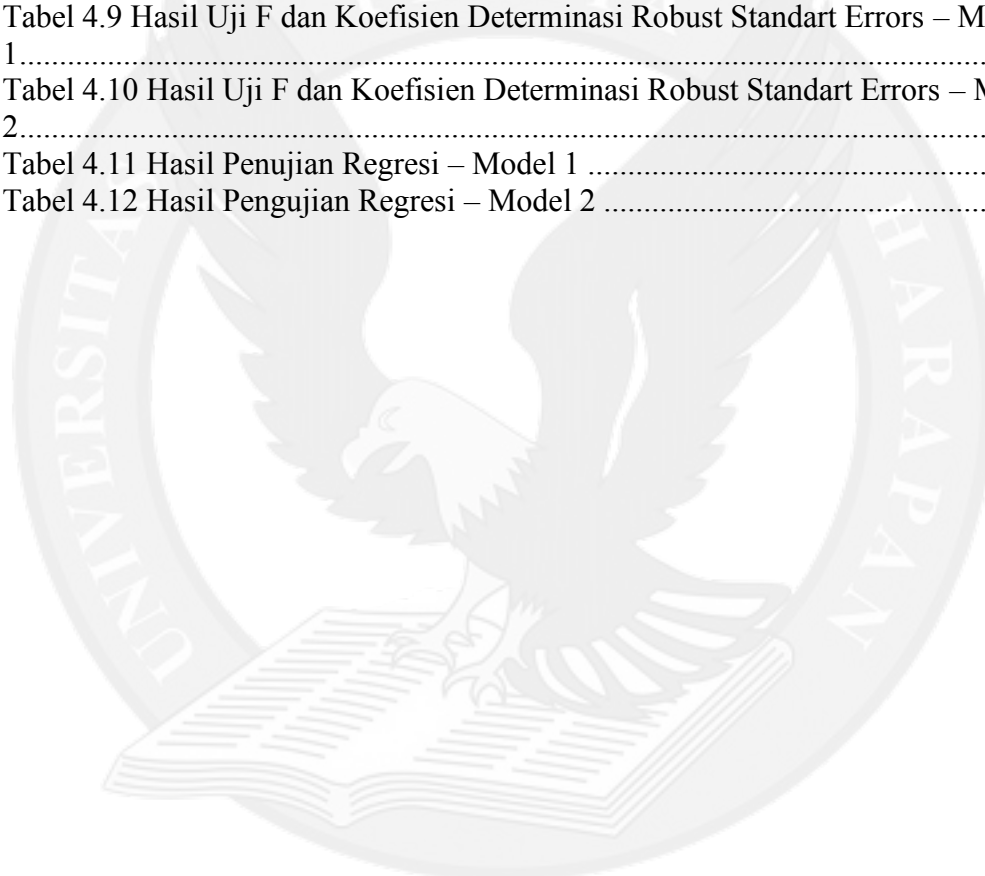 Tabel 4.9 Hasil Uji F dan Koefisien Determinasi Robust Standart Errors – M
1........................................................................................................
Tabel 4.10 Hasil Uji F dan Koefisien Determinasi Robust Standart Errors – M
2........................................................................................................
Tabel 4.11 Hasil Penujian Regresi – Model 1 ...........................................
Tabel 4.12 Hasil Pengujian Regresi – Model 2 .........................................
UNIVERSITA
HARAPAN